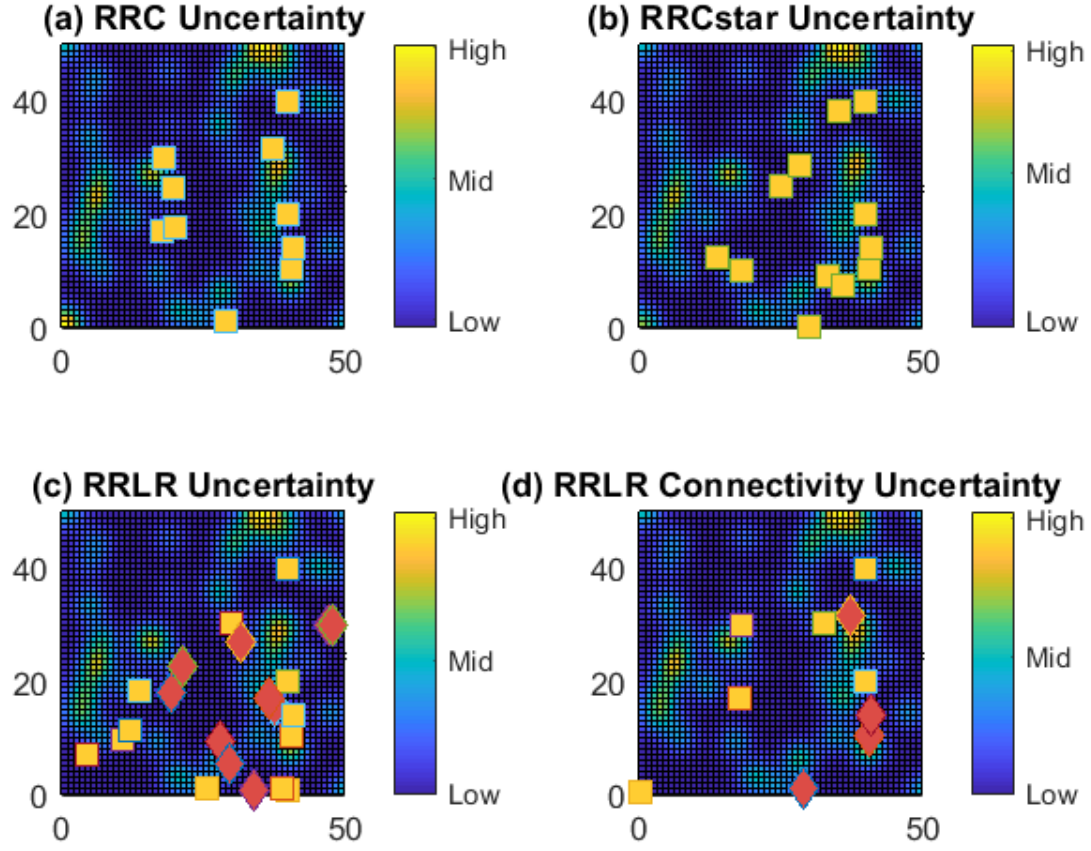 (a) RRC Uncertainty
(b) RRCstar Uncertainty
40
20
0
0
50
High
Mid
Low
40
20
0
0
50
High
Mid
Low
(c) RRLR Uncertainty
(d) RRLR Connectivity Uncertainty
40
20
0
0
50
High
Mid
Low
40
20
0
0
50
High
Mid
Low